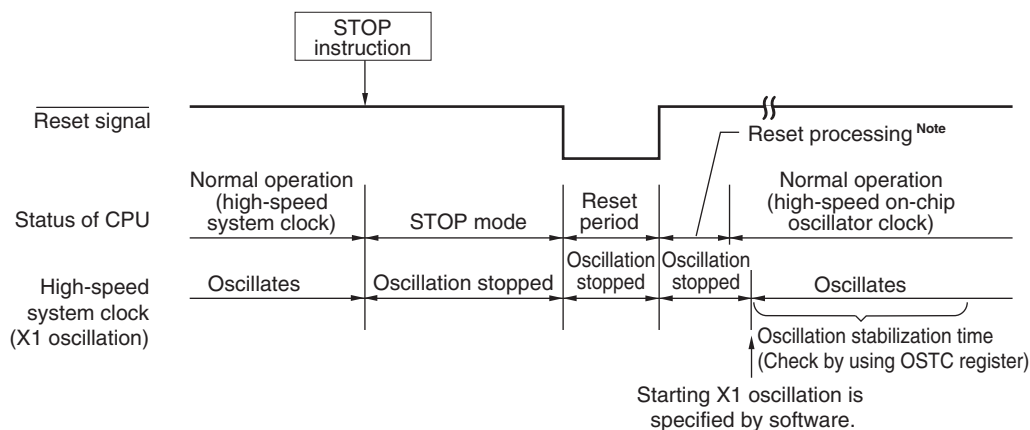 STOP
instruction
Reset signal
Reset processing Note
Status of CPU
Normal operation
(high-speed
system clock)
STOP mode
Reset
period
Normal operation
(high-speed on-chip
oscillator clock)
High-speed
system clock
(X1 oscillation)
Oscillates
Oscillation stopped
Oscillation
stopped
Oscillation
stopped
Oscillates
Oscillation stabilization time
(Check by using OSTC register)
Starting X1 oscillation is
specified by software.